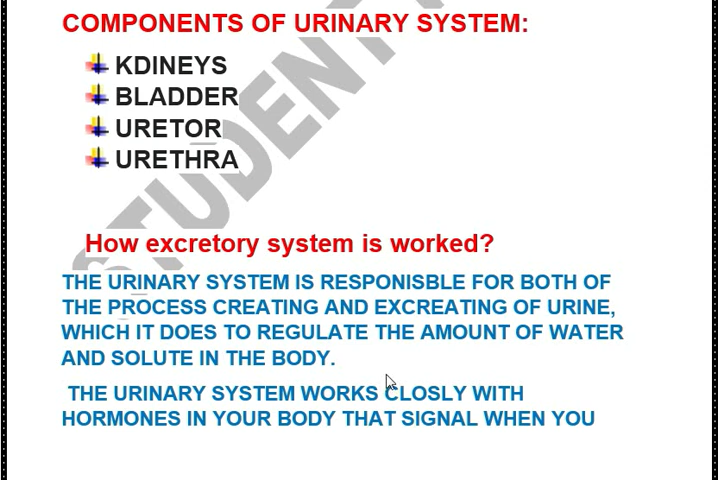 COMPONENTS OF URINARY SYSTEM:
KDINEYS
BLADDER
URETOR
URETHRA
STUDENT
How excretory system is worked?
THE URINARY SYSTEM IS RESPONISBLE FOR BOTH OF
THE PROCESS CREATING AND EXCREATING OF URINE,
WHICH IT DOES TO REGULATE THE AMOUNT OF WATER
AND SOLUTE IN THE BODY.
THE URINARY SYSTEM WORKS CLOSLY WITH
HORMONES IN YOUR BODY THAT SIGNAL WHEN YOU